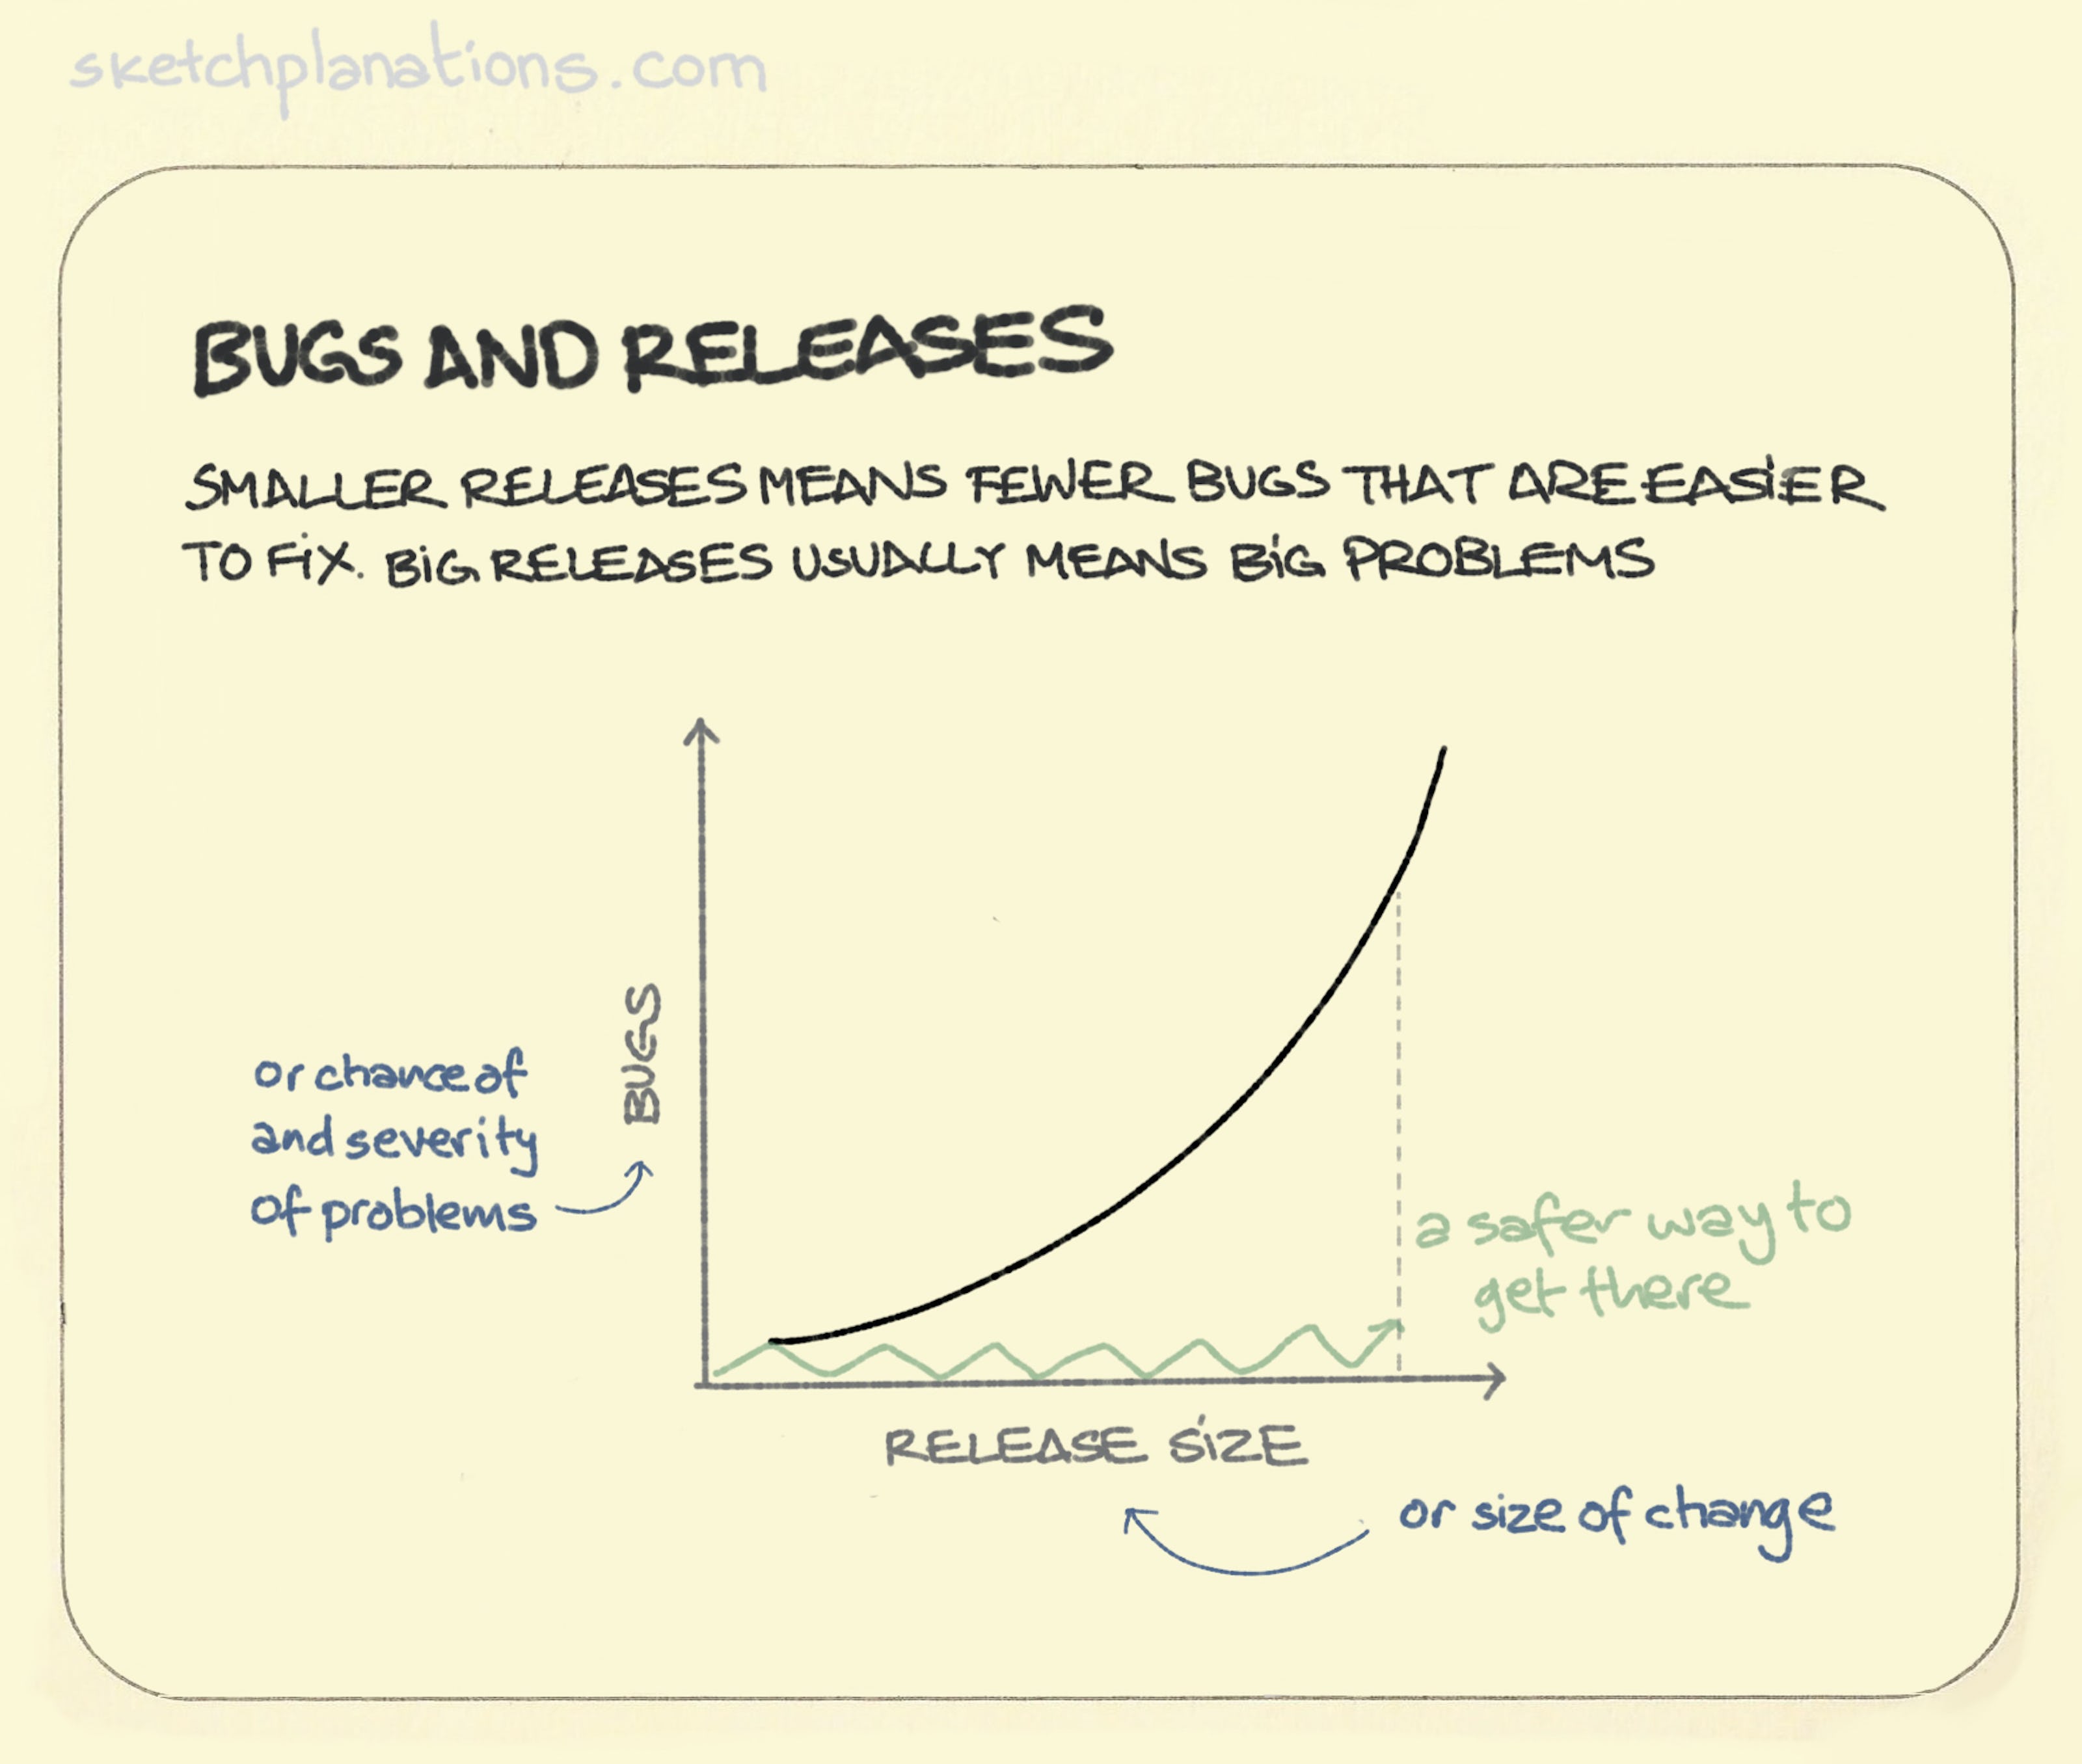 sketchplanations.com
BUGS AND RELEASES
SMALLER RELEASES MEANS FEWER BUGS THAT ARE EASIER
TO FIX. BIG RELEASES USUALLY MEANS BIG PROBLEMS
BUGS
or chance of
and severity
of problems
a safer way to
get there
RELEASE SIZE
or size of change